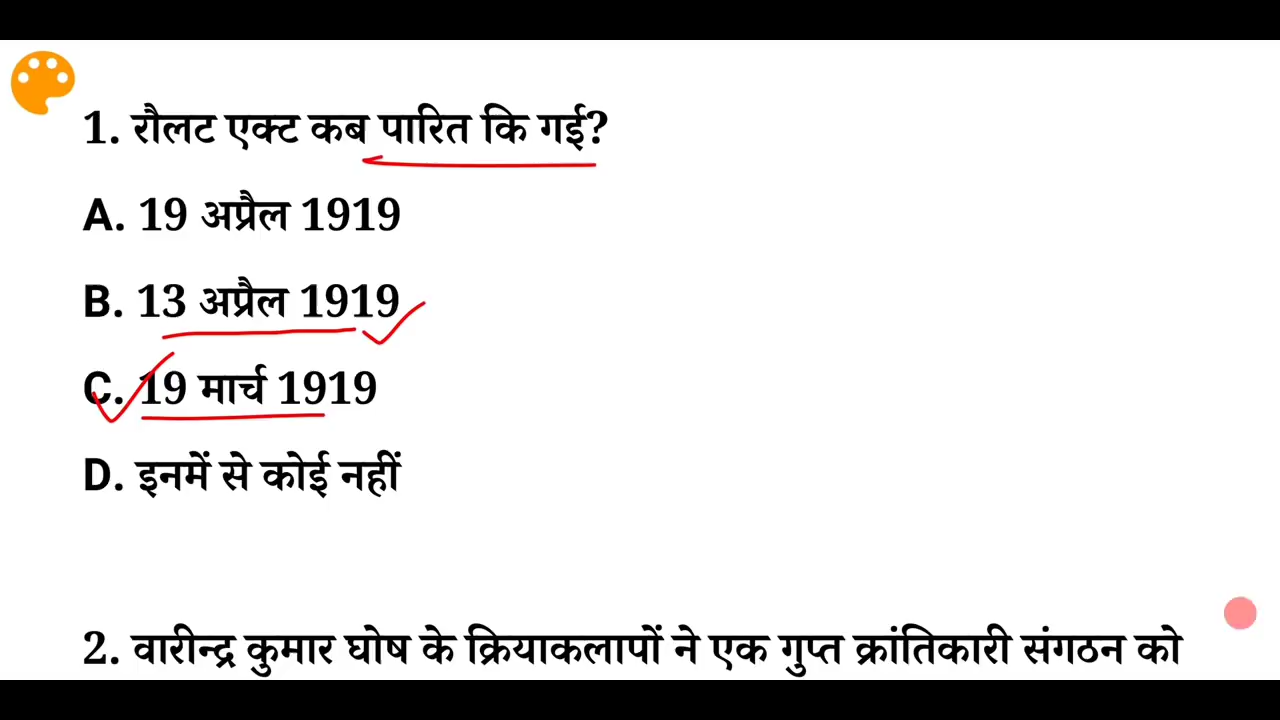 1. रौलट एक्ट कब पारित कि गई?
A. 19 अप्रैल 1919
B. 13 अप्रैल 1919
C. 19 मार्च 1919
D. इनमें से कोई नहीं
2. वारीन्द्र कुमार घोष के क्रियाकलापों ने एक गुप्त क्रांतिकारी संगठन को